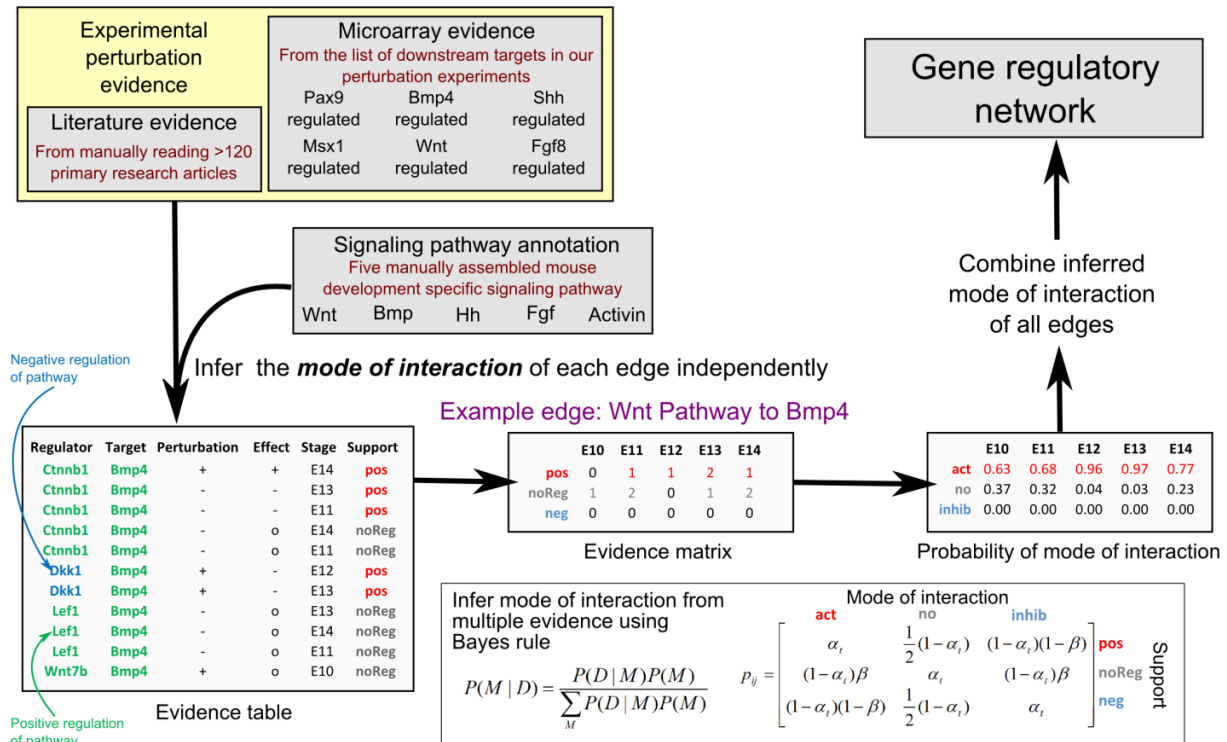 Experimental
perturbation
evidence
Literature evidence
From manually reading >120
primary research articles
Microarray evidence
From the list of downstream targets in our
perturbation experiments
Pax9 Bmp4 Shh
regulated regulated regulated
Msx1 Wnt Fgf8
regulated regulated regulated
Gene regulatory
network
Signaling pathway annotation
Five manually assembled mouse
development specific signaling pathway
Wnt Bmp Hh Fgf Activin
Combine inferred
mode of interaction
of all edges
Negative regulation
of pathway
Infer the mode of interaction of each edge independently
Example edge: Wnt Pathway to Bmp4
Regulator Target Perturbation Effect Stage Support
Ctnnb1 Bmp4 + + E14 pos
Ctnnb1 Bmp4 - - E13 pos
Ctnnb1 Bmp4 - - E11 pos
Ctnnb1 Bmp4 - o E14 noReg
Ctnnb1 Bmp4 - o E11 noReg
Dkk1 Bmp4 + - E12 pos
Dkk1 Bmp4 + - E13 pos
Lef1 Bmp4 - o E13 noReg
Lef1 Bmp4 - o E14 noReg
Lef1 Bmp4 - o E11 noReg
Wnt7b Bmp4 + o E10 noReg
Evidence table
Positive regulation
of pathway
E10 E11 E12 E13 E14
pos 0 1 1 2 1
noReg 1 2 0 1 2
neg 0 0 0 0 0
Evidence matrix
E10 E11 E12 E13 E14
act 0.63 0.68 0.96 0.97 0.77
no 0.37 0.32 0.04 0.03 0.23
inhib 0.00 0.00 0.00 0.00 0.00
Probability of mode of interaction
Infer mode of interaction from
multiple evidence using
Bayes rule
P(M | D) = P(D | M)P(M) / ∑_M P(D | M)P(M)
Mode of interaction
act no inhib
p_ij =
α_t 1/2(1-α_t) (1-α_t)(1-β) pos
(1-α_t)β α_t (1-α_t)β noReg
(1-α_t)(1-β) 1/2(1-α_t) α_t neg
Support